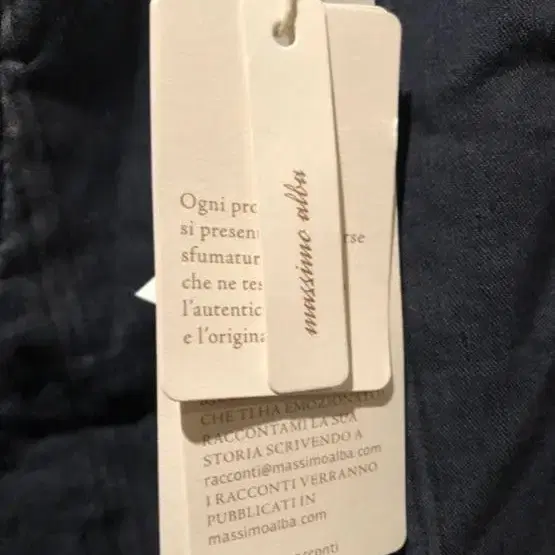 massimo alba
Ogni pro
si presen
rse
sfumatur
che ne tes
l'autentic
e l'origina
CHE TI HA EMOZIONATO
RACCONTAMI LA SUA
STORIA SCRIVENDO A
racconti@massimoalba.com
I RACCONTI VERRANNO
PUBBLICATI IN
massimoalba.com
racconti